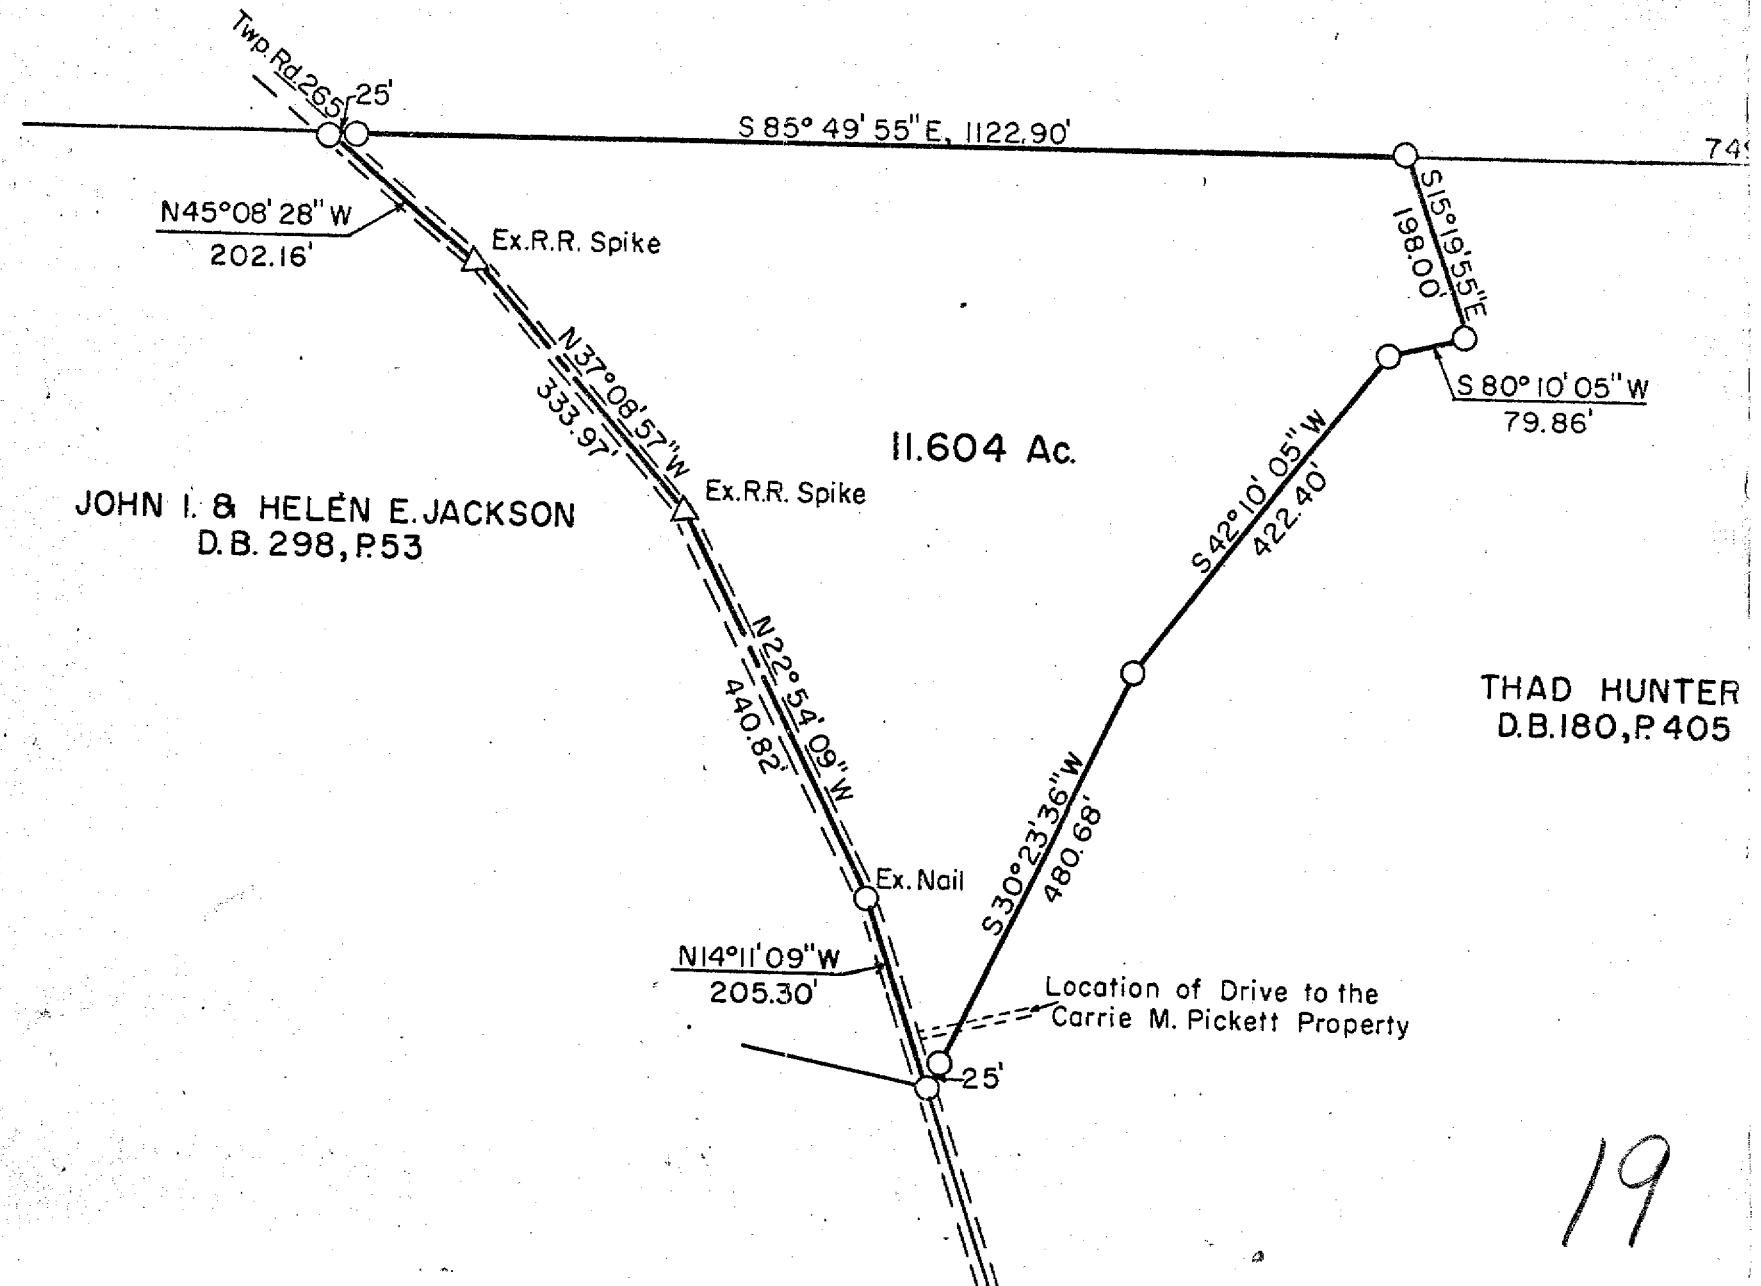 Twp. Rd. 265
25'
S 85° 49' 55" E, 1122.90'
N45°08' 28" W
202.16'
Ex. R.R. Spike
S15°19'55"E
198.00'
N37°08'57"W
333.97'
S 80° 10' 05" W
79.86'
11.604 Ac.
S 42° 10' 05" W
422.40'
Ex. R.R. Spike
JOHN I. & HELEN E. JACKSON
D.B. 298, P. 53
N22°54'09"W
440.82'
THAD HUNTER
D.B. 180, P. 405
S 30° 23' 36" W
480.68'
Ex. Nail
N14°11'09"W
205.30'
Location of Drive to the
Carrie M. Pickett Property
25'
19